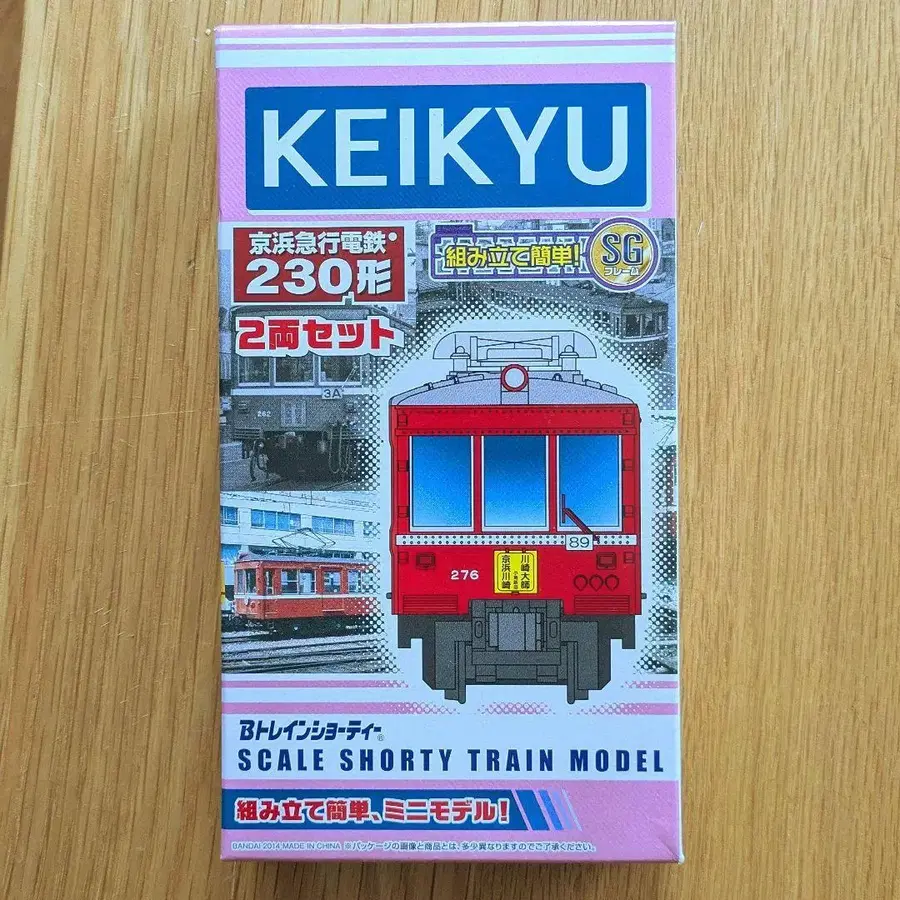 KEIKYU
京浜急行電鉄
230形
2両セット
組み立て簡単!
SG
フレーム
3A
262
89
276
川崎大師
京浜川崎
Bトレインショーティー®
SCALE SHORTY TRAIN MODEL
組み立て簡単、ミニモデル!
BANDAI 2014 MADE IN CHINA ※パッケージの画像と商品とは、多少異なりますのでご了承ください。